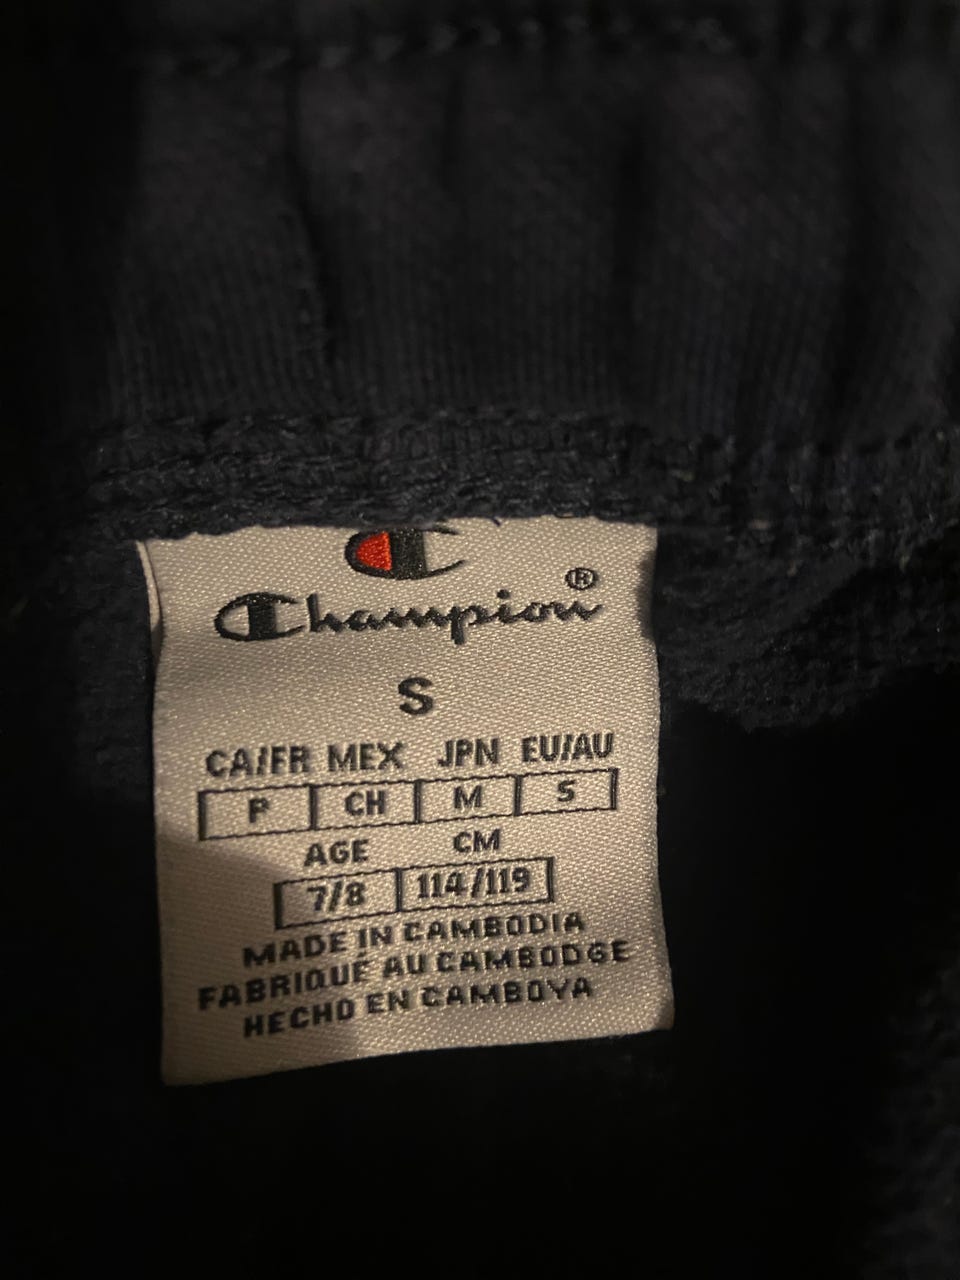 C
Champion®
S
CA/FR MEX JPN EU/AU
P CH M S
AGE CM
7/8 114/119
MADE IN CAMBODIA
FABRIQUÉ AU CAMBODGE
HECHO EN CAMBOYA